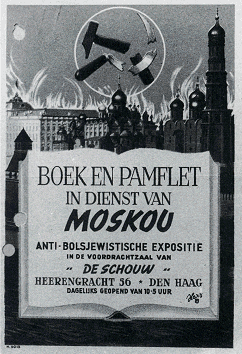 BOEK EN PAMFLET
IN DIENST VAN
MOSKOU
ANTI-BOLSJEWISTISCHE EXPOSITIE
IN DE VOORDRACHTZAAL VAN
"DE SCHOUW"
HEERENGRACHT 56 * DEN HAAG
DAGELIJKS GEOPEND VAN 10-5 UUR